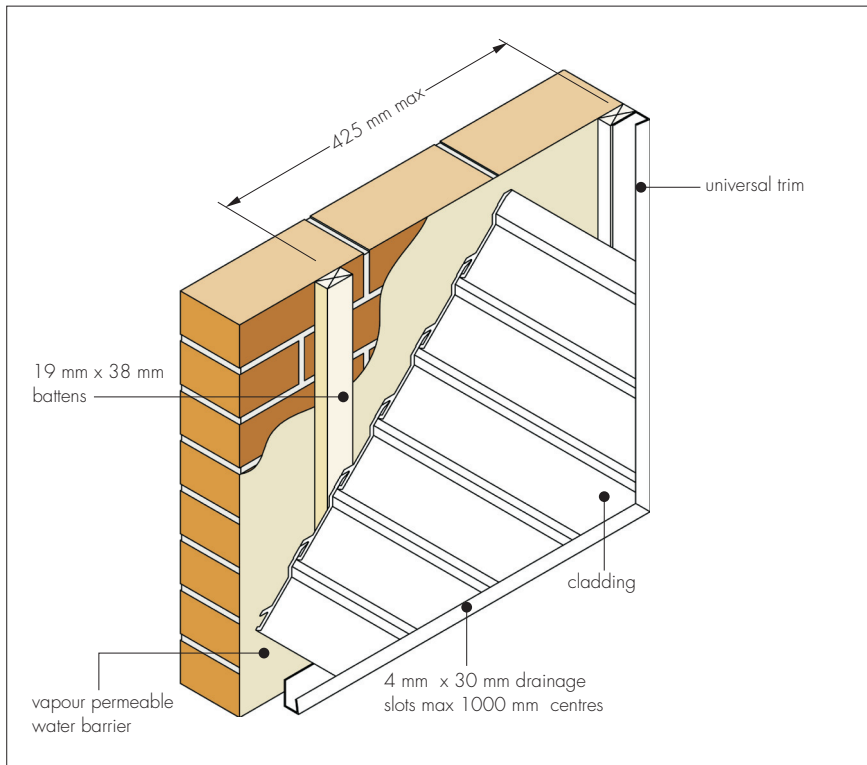 425 mm max
universal trim
19 mm x 38 mm
battens
cladding
4 mm x 30 mm drainage
slots max 1000 mm centres
vapour permeable
water barrier